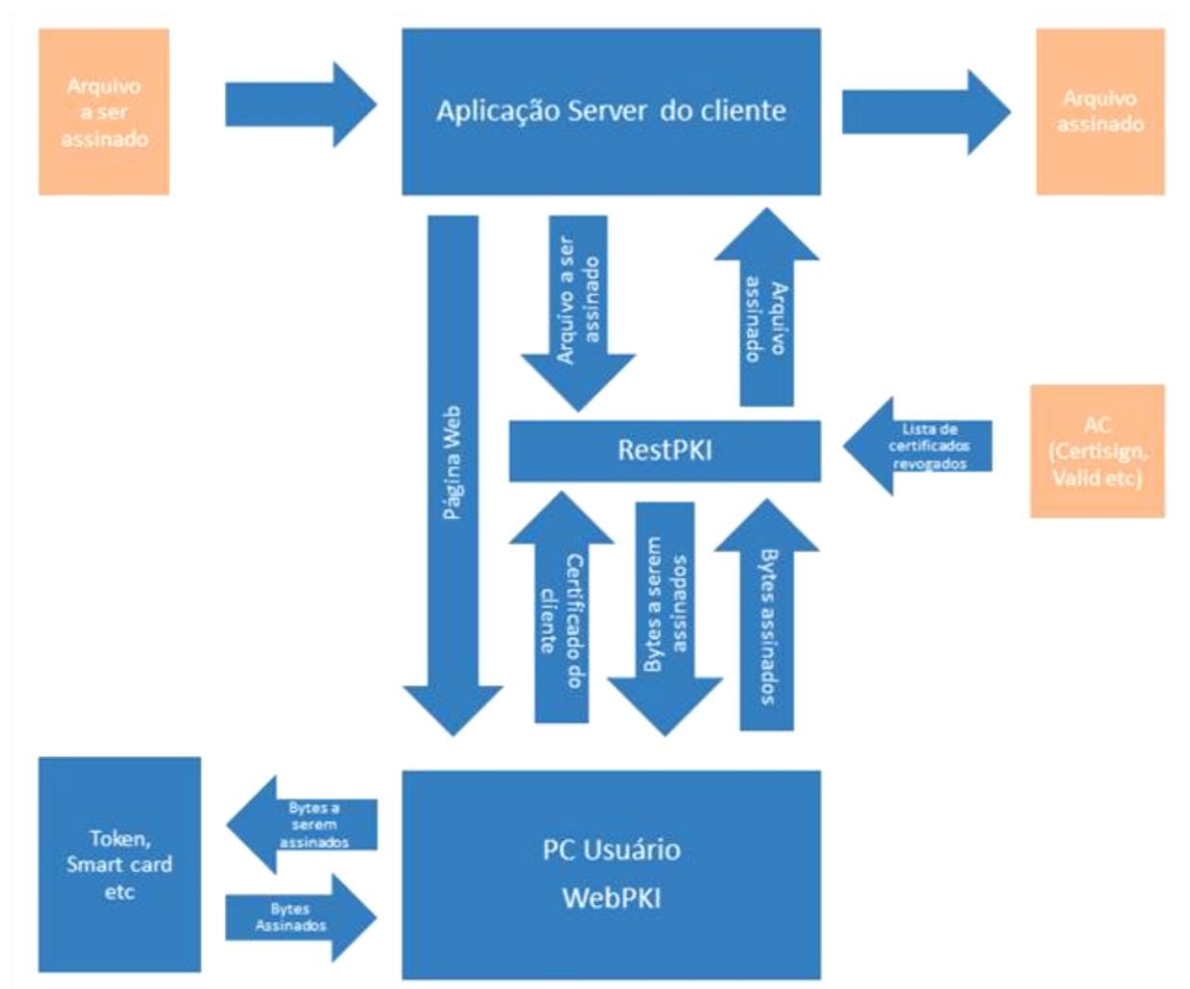 Arquivo
a ser
assinado
Aplicação Server do cliente
Arquivo
assinado
Página Web
Arquivo a ser
assinado
Arquivo
assinado
RestPKI
Lista de
certificados
revogados
AC
(Certisign,
Valid etc)
Certificado do
cliente
Bytes a serem
assinados
Bytes assinados
Token,
Smart card
etc
Bytes a
serem
assinados
Bytes
Assinados
PC Usuário
WebPKI